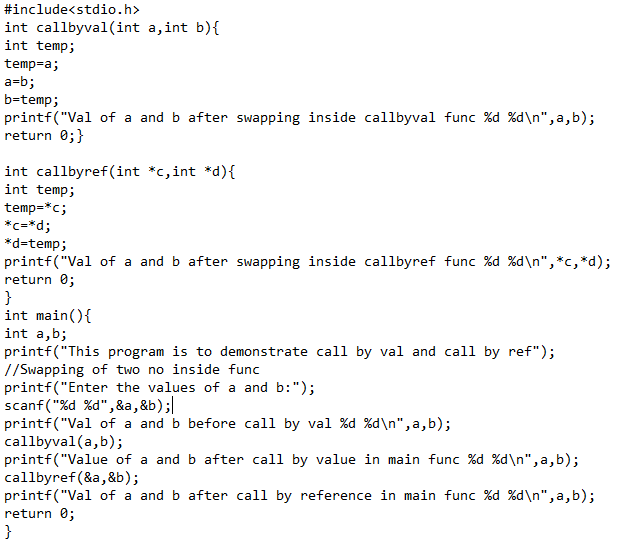 #include<stdio.h>
int callbyval(int a,int b){
int temp;
temp=a;
a=b;
b=temp;
printf("Val of a and b after swapping inside callbyval func %d %d\n",a,b);
return 0;}

int callbyref(int *c,int *d){
int temp;
temp=*c;
*c=*d;
*d=temp;
printf("Val of a and b after swapping inside callbyref func %d %d\n",*c,*d);
return 0;
}
int main(){
int a,b;
printf("This program is to demonstrate call by val and call by ref");
//Swapping of two no inside func
printf("Enter the values of a and b:");
scanf("%d %d",&a,&b);
printf("Val of a and b before call by val %d %d\n",a,b);
callbyval(a,b);
printf("Value of a and b after call by value in main func %d %d\n",a,b);
callbyref(&a,&b);
printf("Val of a and b after call by reference in main func %d %d\n",a,b);
return 0;
}